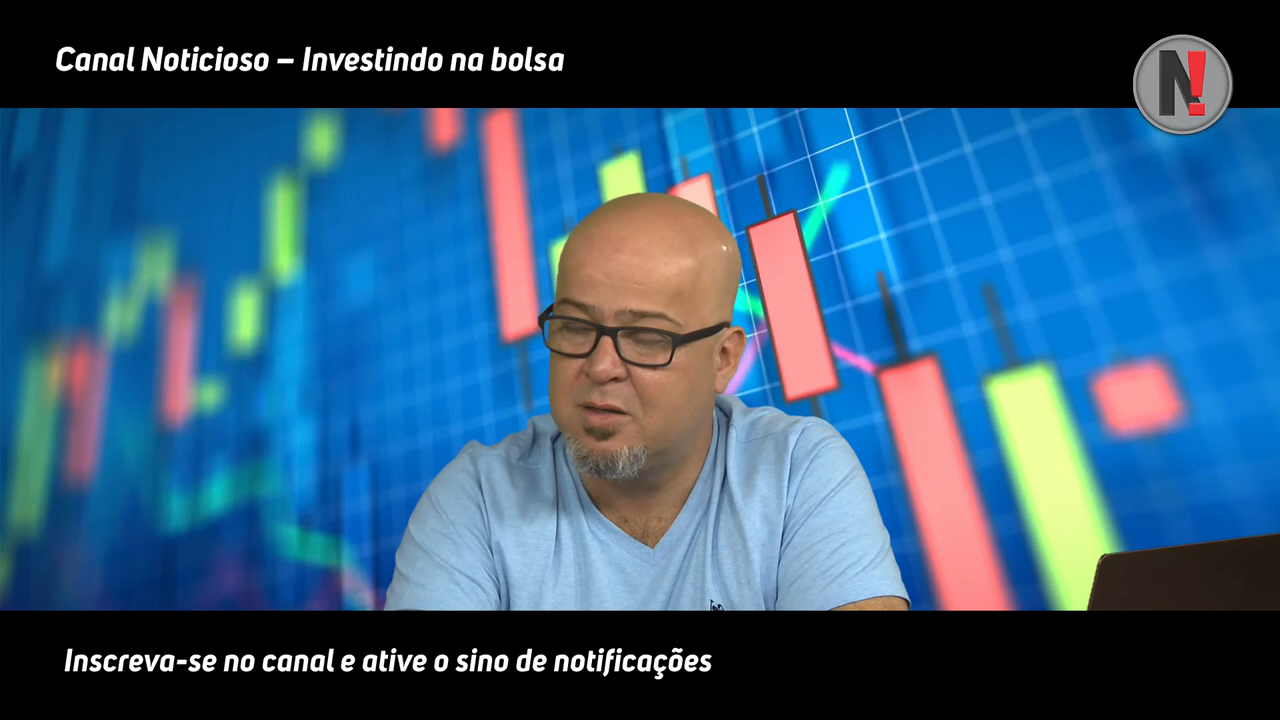 Canal Noticioso – Investindo na bolsa
N!
Inscreva-se no canal e ative o sino de notificações